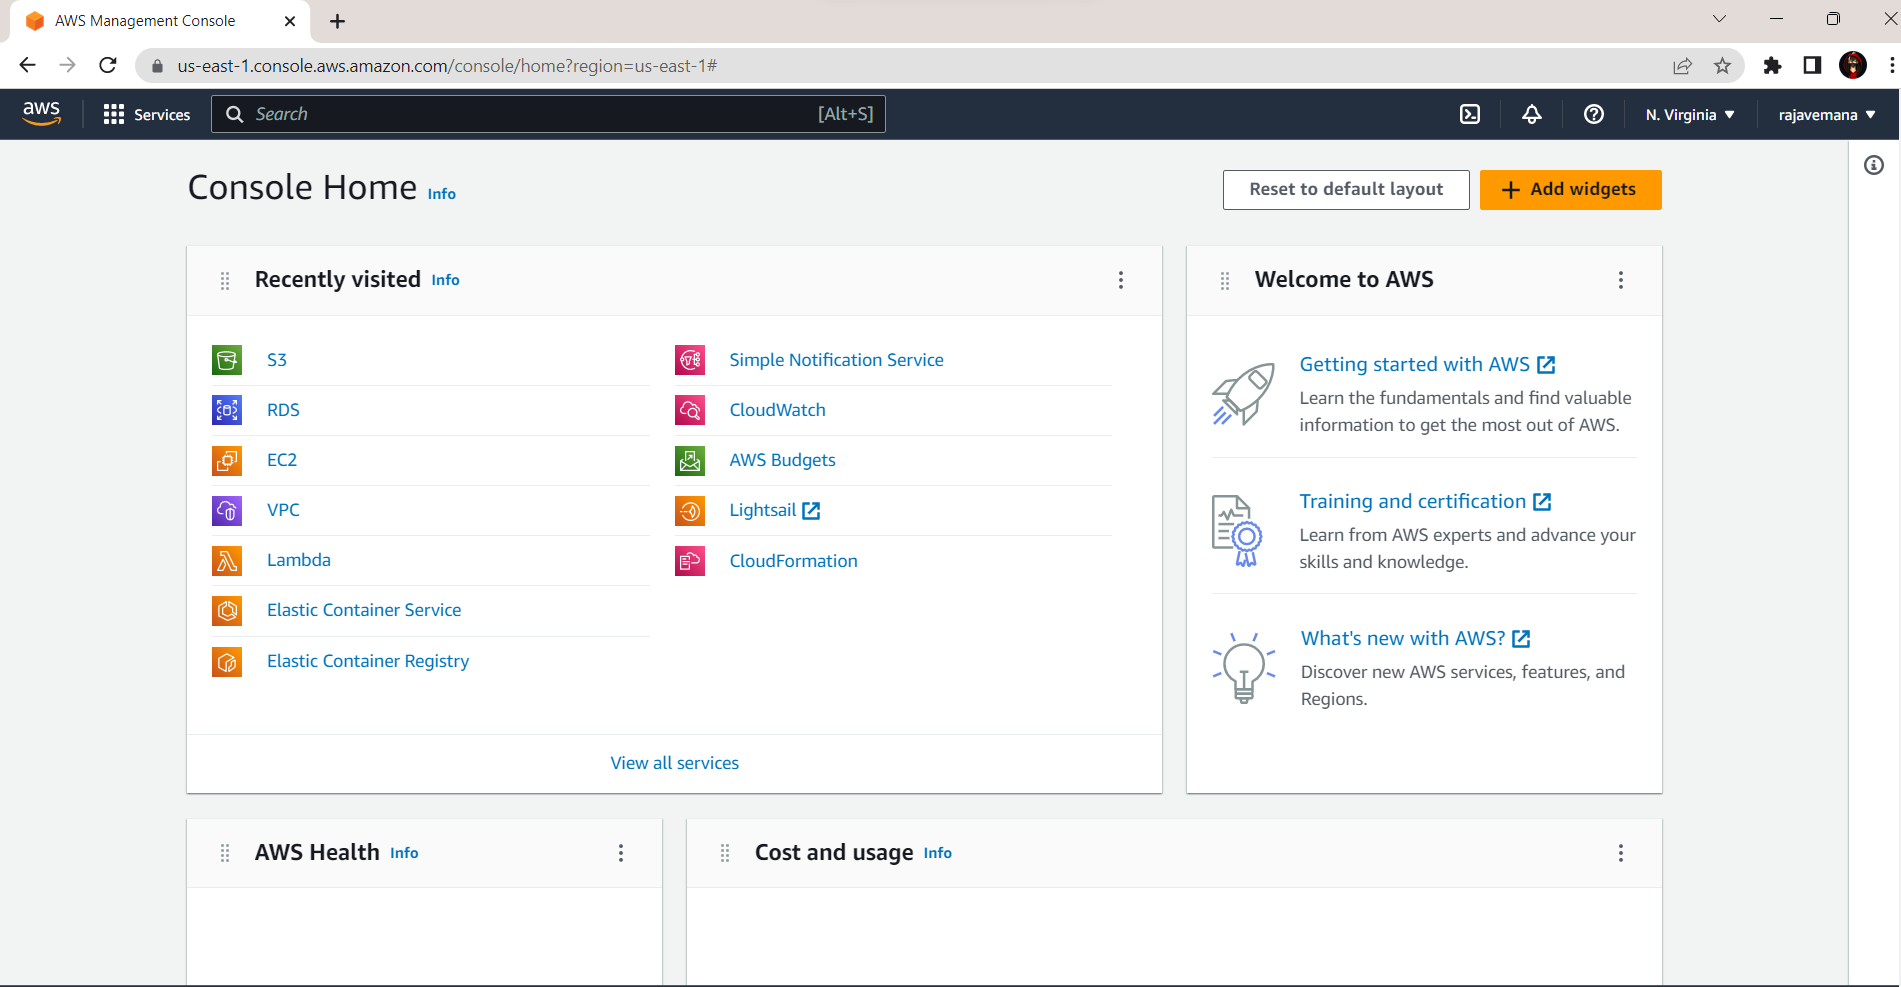 AWS Management Console
us-east-1.console.aws.amazon.com/console/home?region=us-east-1#
aws
Services
Search
[Alt+S]
N. Virginia
rajavemana
Console Home Info
Reset to default layout
Add widgets
Recently visited Info
S3
RDS
EC2
VPC
Lambda
Elastic Container Service
Elastic Container Registry
Simple Notification Service
CloudWatch
AWS Budgets
Lightsail
CloudFormation
View all services
Welcome to AWS
Getting started with AWS
Learn the fundamentals and find valuable
information to get the most out of AWS.
Training and certification
Learn from AWS experts and advance your
skills and knowledge.
What's new with AWS?
Discover new AWS services, features, and
Regions.
AWS Health Info
Cost and usage Info